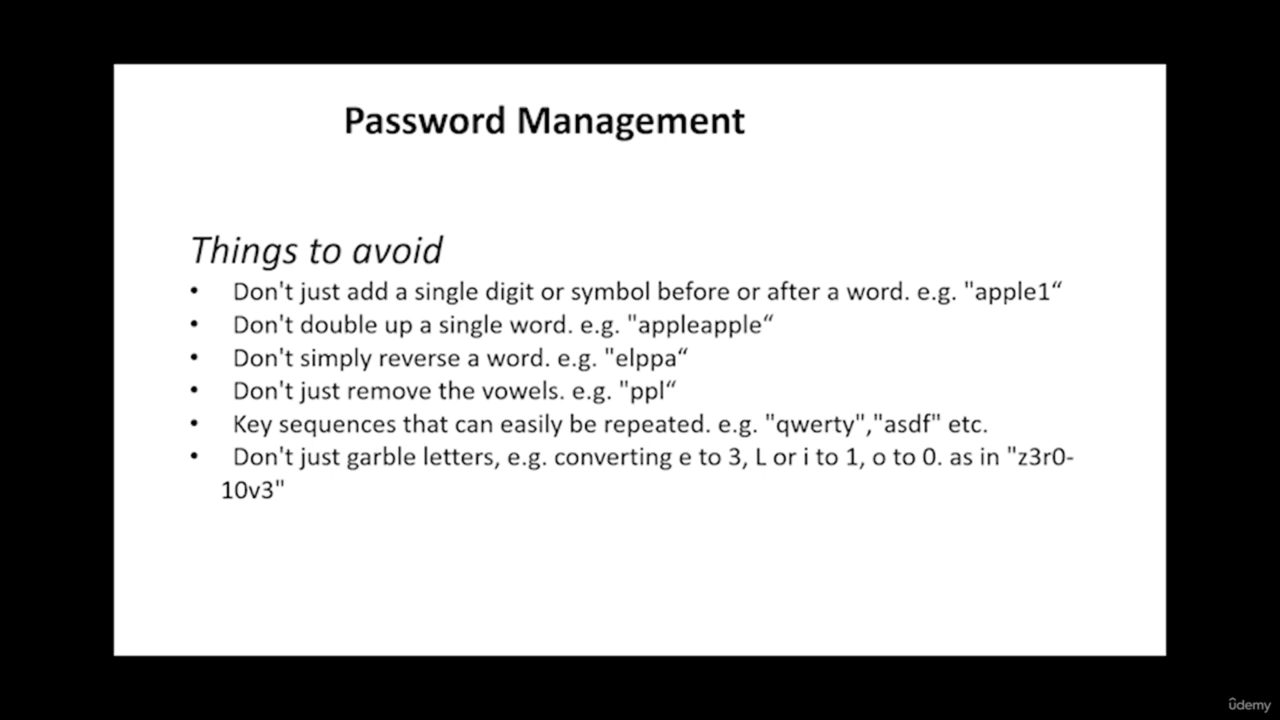 Password Management
Things to avoid
• Don't just add a single digit or symbol before or after a word. e.g. "apple1“
• Don't double up a single word. e.g. "appleapple“
• Don't simply reverse a word. e.g. "elppa“
• Don't just remove the vowels. e.g. "ppl“
• Key sequences that can easily be repeated. e.g. "qwerty","asdf" etc.
• Don't just garble letters, e.g. converting e to 3, L or i to 1, o to 0. as in "z3r0-
10v3"
ûdemy